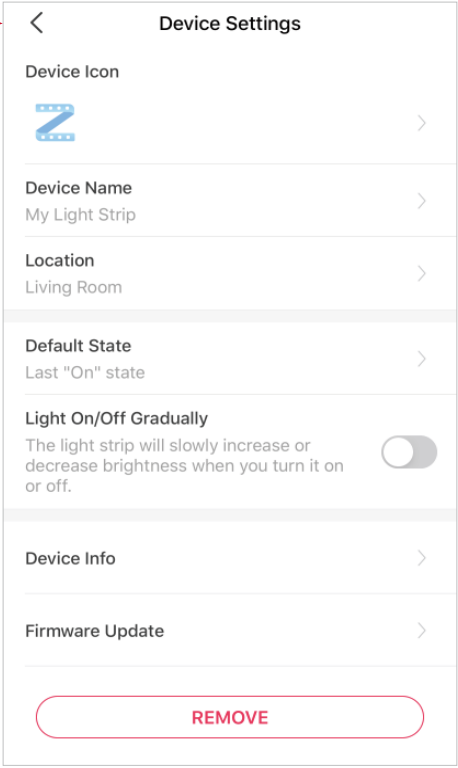 Device Settings
Device Icon
Device Name
My Light Strip
Location
Living Room
Default State
Last "On" state
Light On/Off Gradually
The light strip will slowly increase or
decrease brightness when you turn it on
or off.
Device Info
Firmware Update
REMOVE